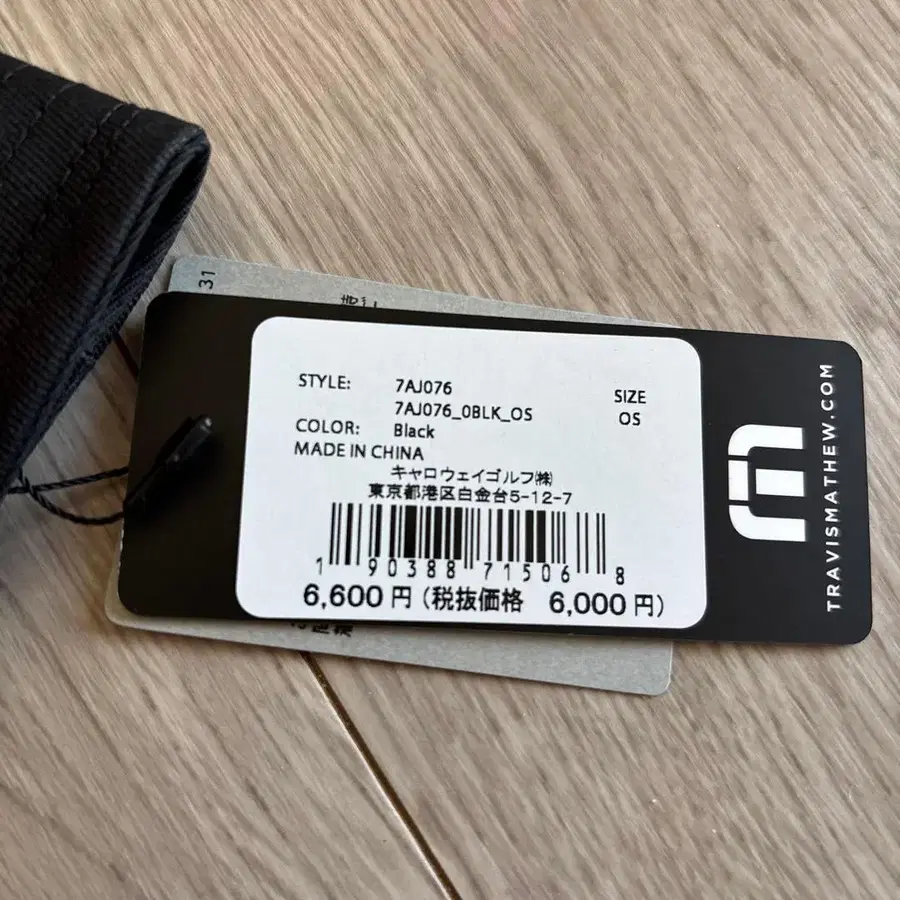 31
STYLE: 7AJ076
7AJ076_0BLK_OS
SIZE
OS
COLOR: Black
MADE IN CHINA
キャロウェイゴルフ㈱
東京都港区白金台5-12-7
1 90388 71506 8
6,600円(税抜価格 6,000円)
TRAVISMATHEW.COM